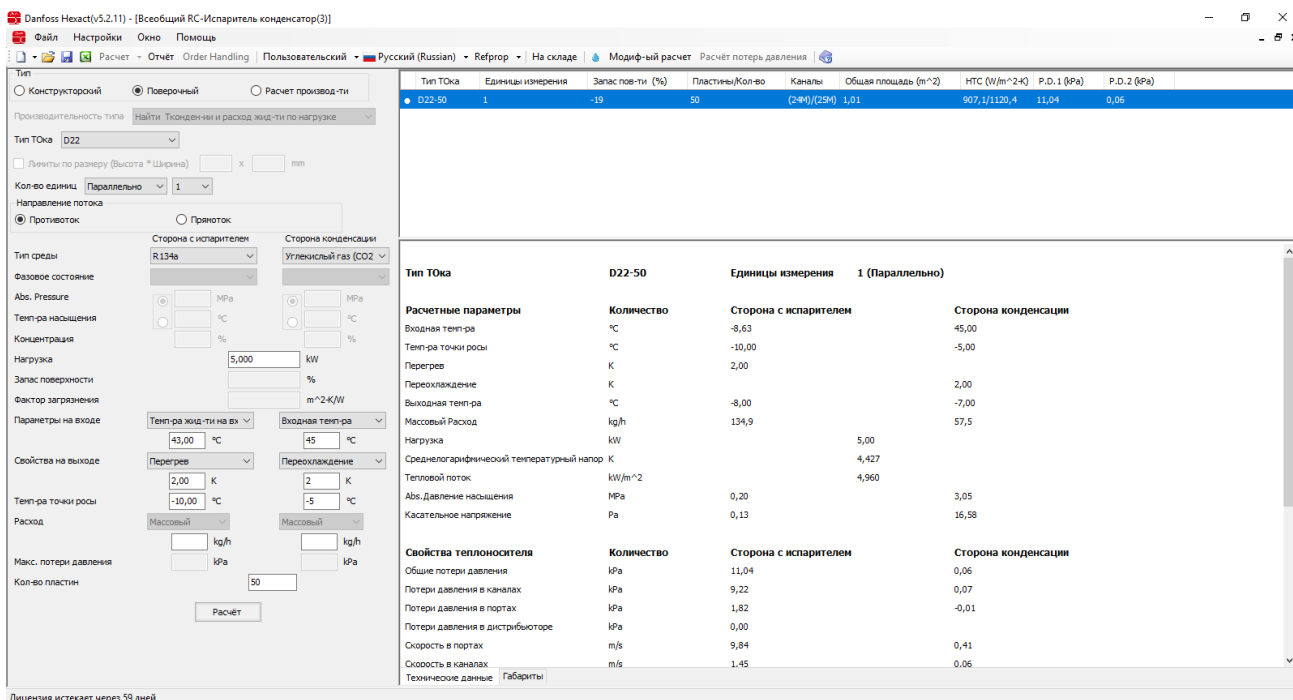 Danfoss Hexact(v5.2.11) - [Всеобщий RC-Испаритель конденсатор(3)]
Файл Настройки Окно Помощь
Расчет Отчёт Order Handling Пользовательский Русский (Russian) Refprop На складе Модиф-ый расчет Расчёт потерь давления
Тип
Конструкторский Поверочный Расчет производ-ти
Производительность типа Найти Тконден-ии и расход жид-ти по нагрузке
Тип ТОка D22
Лимиты по размеру (Высота * Ширина) x mm
Кол-во единиц Параллельно 1
Направление потока
Противоток Прямоток
Сторона с испарителем Сторона конденсации
Тип среды R134a Углекислый газ (CO2
Фазовое состояние
Abs. Pressure MPa MPa
Темп-ра насыщения °C °C
Концентрация % %
Нагрузка 5,000 kW
Запас поверхности %
Фактор загрязнения m^2-K/W
Параметры на входе Темп-ра жид-ти на вх Входная темп-ра
43,00 °C 45 °C
Свойства на выходе Перегрев Переохлаждение
2,00 K 2 K
Темп-ра точки росы -10,00 °C -5 °C
Расход Массовый Массовый
kg/h kg/h
Макс. потери давления kPa kPa
Кол-во пластин 50
Расчёт
Тип ТОка Единицы измерения Запас пов-ти (%) Пластины/Кол-во Каналы Общая площадь (m^2) HTC (W/m^2-K) P.D.1 (kPa) P.D.2 (kPa)
D22-50 1 -19 50 (24M)/(25M) 1,01 907,1/1120,4 11,04 0,06
Тип ТОка D22-50 Единицы измерения 1 (Параллельно)
Расчетные параметры Количество Сторона с испарителем Сторона конденсации
Входная темп-ра °C -8,63 45,00
Темп-ра точки росы °C -10,00 -5,00
Перегрев K 2,00
Переохлаждение K 2,00
Выходная темп-ра °C -8,00 -7,00
Массовый Расход kg/h 134,9 57,5
Нагрузка kW 5,00
Среднелогарифмический температурный напор K 4,427
Тепловой поток kW/m^2 4,960
Abs.Давление насыщения MPa 0,20 3,05
Касательное напряжение Pa 0,13 16,58
Свойства теплоносителя Количество Сторона с испарителем Сторона конденсации
Общие потери давления kPa 11,04 0,06
Потери давления в каналах kPa 9,22 0,07
Потери давления в портах kPa 1,82 -0,01
Потери давления в дистрибьюторе kPa 0,00
Скорость в портах m/s 9,84 0,41
Скорость в каналах m/s 1,45 0,06
Технические данные Габариты
Лицензия истекает через 59 дней